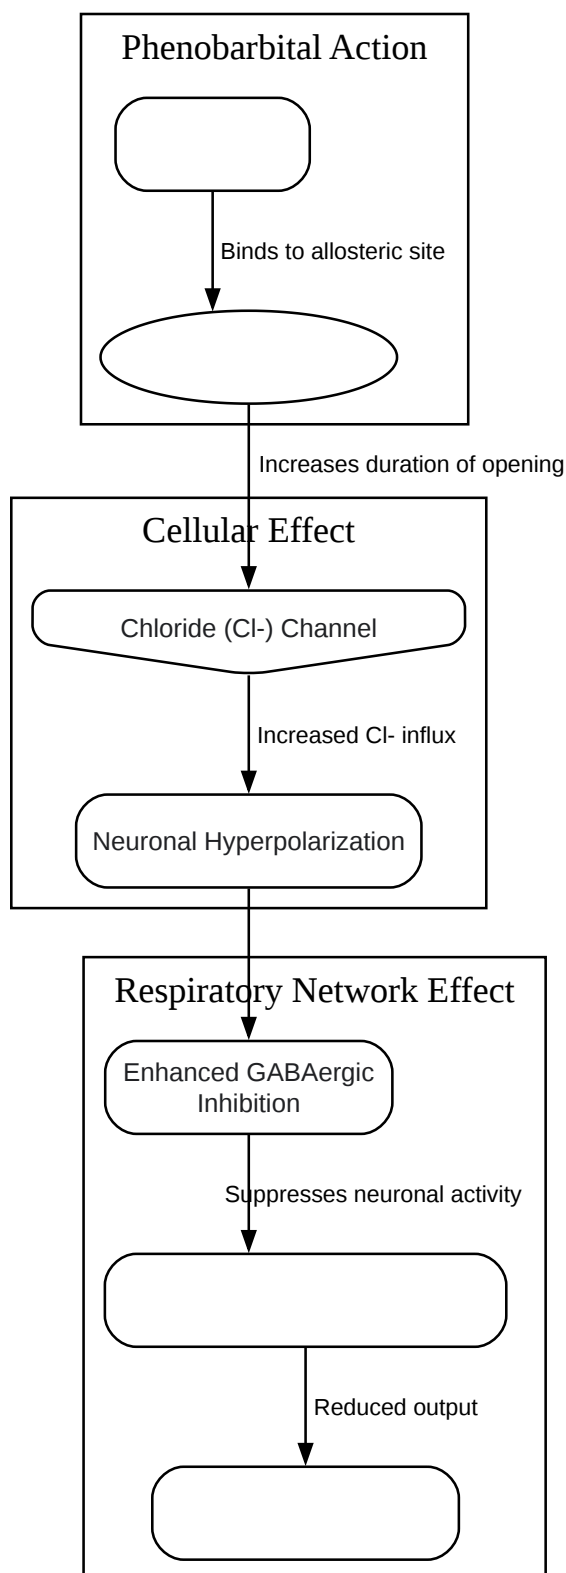 Phenobarbital Action
Binds to allosteric site
Increases duration of opening
Cellular Effect
Chloride (Cl-) Channel
Increased Cl- influx
Neuronal Hyperpolarization
Respiratory Network Effect
Enhanced GABAergic
Inhibition
Suppresses neuronal activity
Reduced output